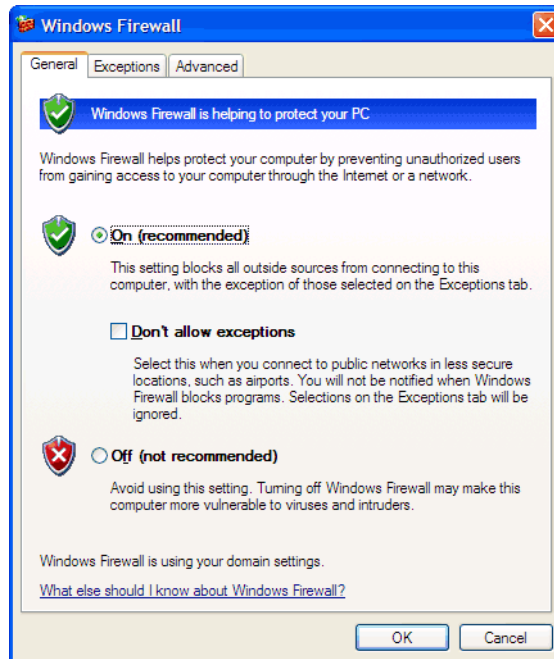 Windows Firewall
General
Exceptions
Advanced
Windows Firewall is helping to protect your PC
Windows Firewall helps protect your computer by preventing unauthorized users
from gaining access to your computer through the Internet or a network.
On (recommended)
This setting blocks all outside sources from connecting to this
computer, with the exception of those selected on the Exceptions tab.
Don't allow exceptions
Select this when you connect to public networks in less secure
locations, such as airports. You will not be notified when Windows
Firewall blocks programs. Selections on the Exceptions tab will be
ignored.
Off (not recommended)
Avoid using this setting. Turning off Windows Firewall may make this
computer more vulnerable to viruses and intruders.
Windows Firewall is using your domain settings.
What else should I know about Windows Firewall?
OK
Cancel